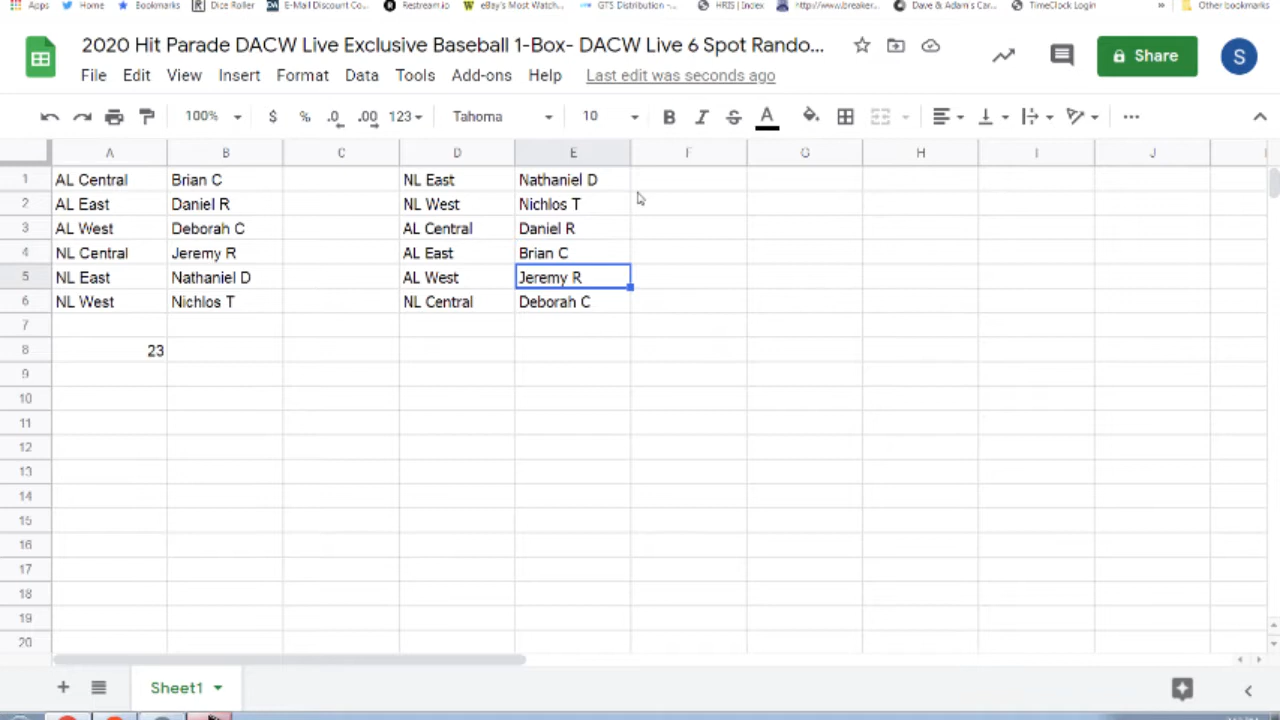 Apps Home Bookmarks Dice Roller E-Mail Discount Co... Restream.io eBay's Most Watch... GTS Distribution -... HRIS | Index http://www.breaker... Dave & Adam's Car... TimeClock Login » Other bookmarks
2020 Hit Parade DACW Live Exclusive Baseball 1-Box- DACW Live 6 Spot Rando...
File Edit View Insert Format Data Tools Add-ons Help Last edit was seconds ago
Share
S
100% $ % .0 .00 123 Tahoma 10 B I S A
A B C D E F G H I J
1 AL Central Brian C NL East Nathaniel D
2 AL East Daniel R NL West Nichlos T
3 AL West Deborah C AL Central Daniel R
4 NL Central Jeremy R AL East Brian C
5 NL East Nathaniel D AL West Jeremy R
6 NL West Nichlos T NL Central Deborah C
7
8 23
9
10
11
12
13
14
15
16
17
18
19
20
Sheet1